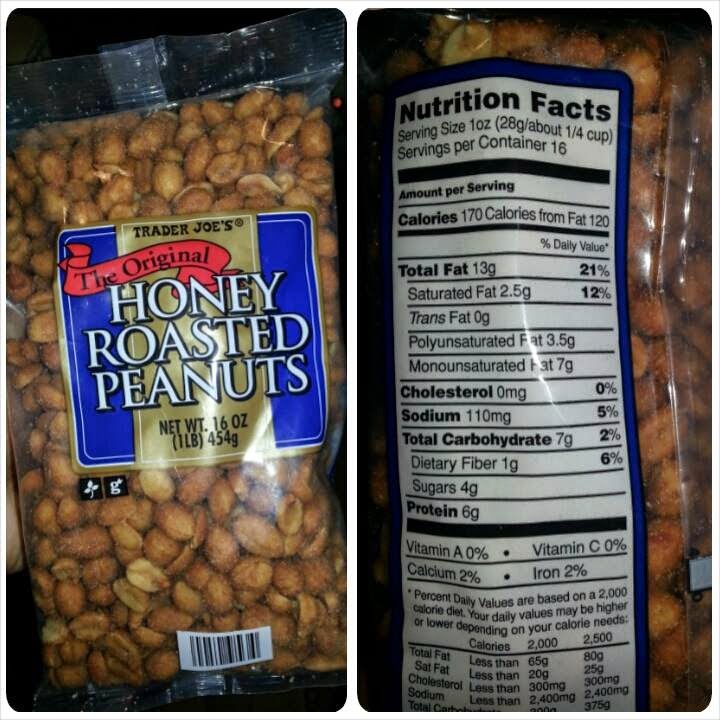 TRADER JOE'S®
The Original
HONEY
ROASTED
PEANUTS
NET WT. 16 OZ
(1LB) 454g
g
Nutrition Facts
Serving Size 1oz (28g/about 1/4 cup)
Servings per Container 16
Amount per Serving
Calories 170 Calories from Fat 120
% Daily Value*
Total Fat 13g 21%
Saturated Fat 2.5g 12%
Trans Fat 0g
Polyunsaturated Fat 3.5g
Monounsaturated Fat 7g
Cholesterol 0mg 0%
Sodium 110mg 5%
Total Carbohydrate 7g 2%
Dietary Fiber 1g 6%
Sugars 4g
Protein 6g
Vitamin A 0% • Vitamin C 0%
Calcium 2% • Iron 2%
* Percent Daily Values are based on a 2,000
calorie diet. Your daily values may be higher
or lower depending on your calorie needs:
Calories 2,000 2,500
Total Fat Less than 65g 80g
Sat Fat Less than 20g 25g
Cholesterol Less than 300mg 300mg
Sodium Less than 2,400mg 2,400mg
Total Carbohydrate 300g 375g